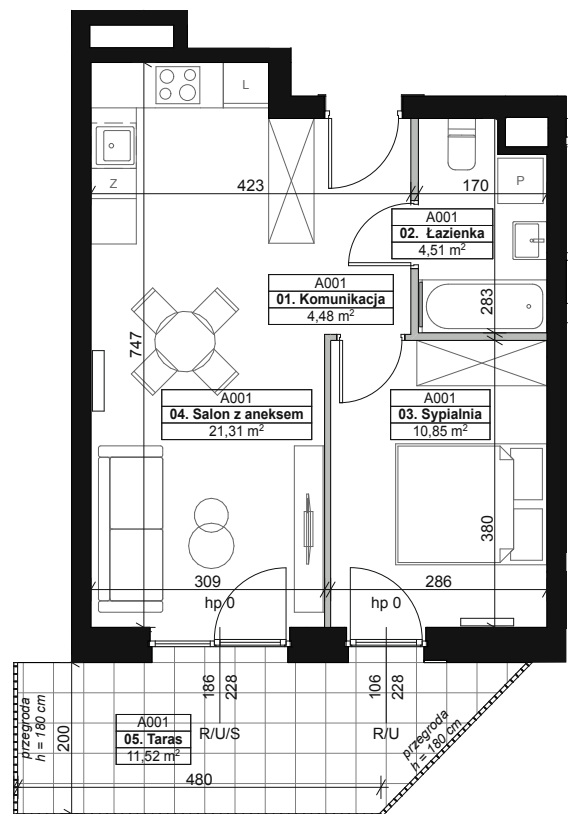 L
Z
P
423
170
A001
02. Łazienka
4,51 m²
A001
01. Komunikacja
4,48 m²
283
747
A001
04. Salon z aneksem
21,31 m²
A001
03. Sypialnia
10,85 m²
380
309
286
hp 0
hp 0
186
228
106
228
R/U/S
R/U
przegroda
h = 180 cm
200
A001
05. Taras
11,52 m²
przegroda
h = 180 cm
480